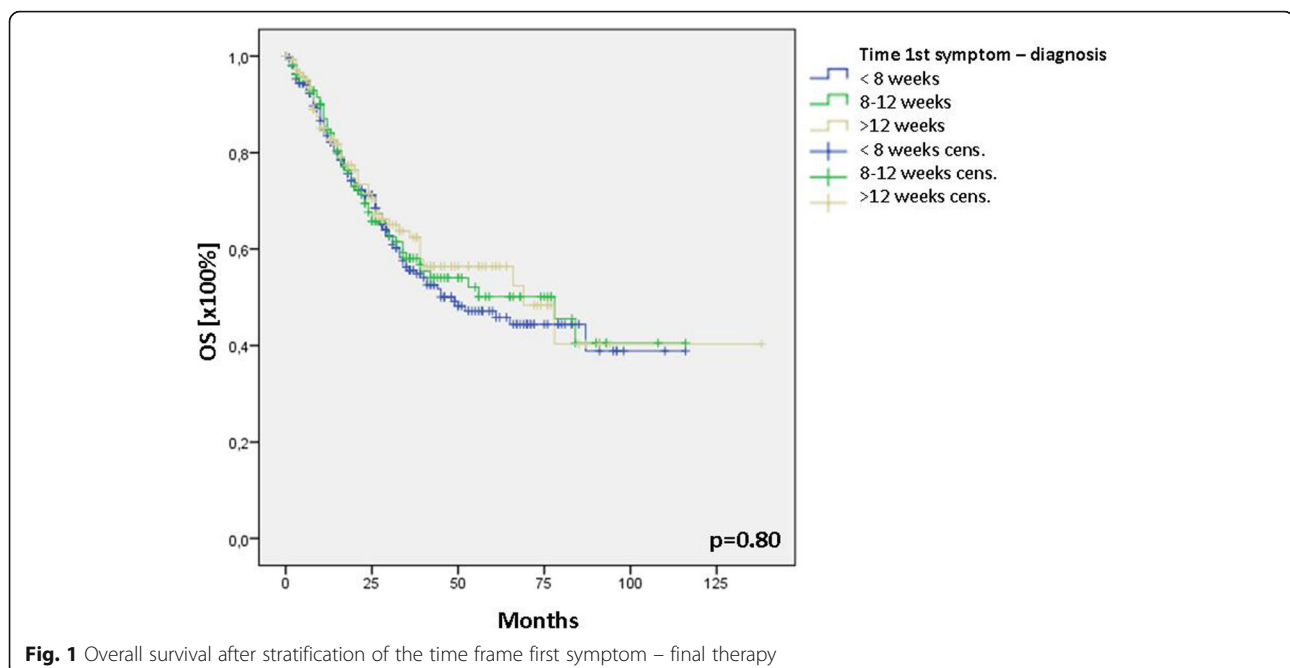 1,0
0,8
0,6
0,4
0,2
0,0
OS [x100%]
0 25 50 75 100 125
Months
p=0.80
Time 1st symptom – diagnosis
< 8 weeks
8-12 weeks
>12 weeks
< 8 weeks cens.
8-12 weeks cens.
>12 weeks cens.
Fig. 1 Overall survival after stratification of the time frame first symptom – final therapy